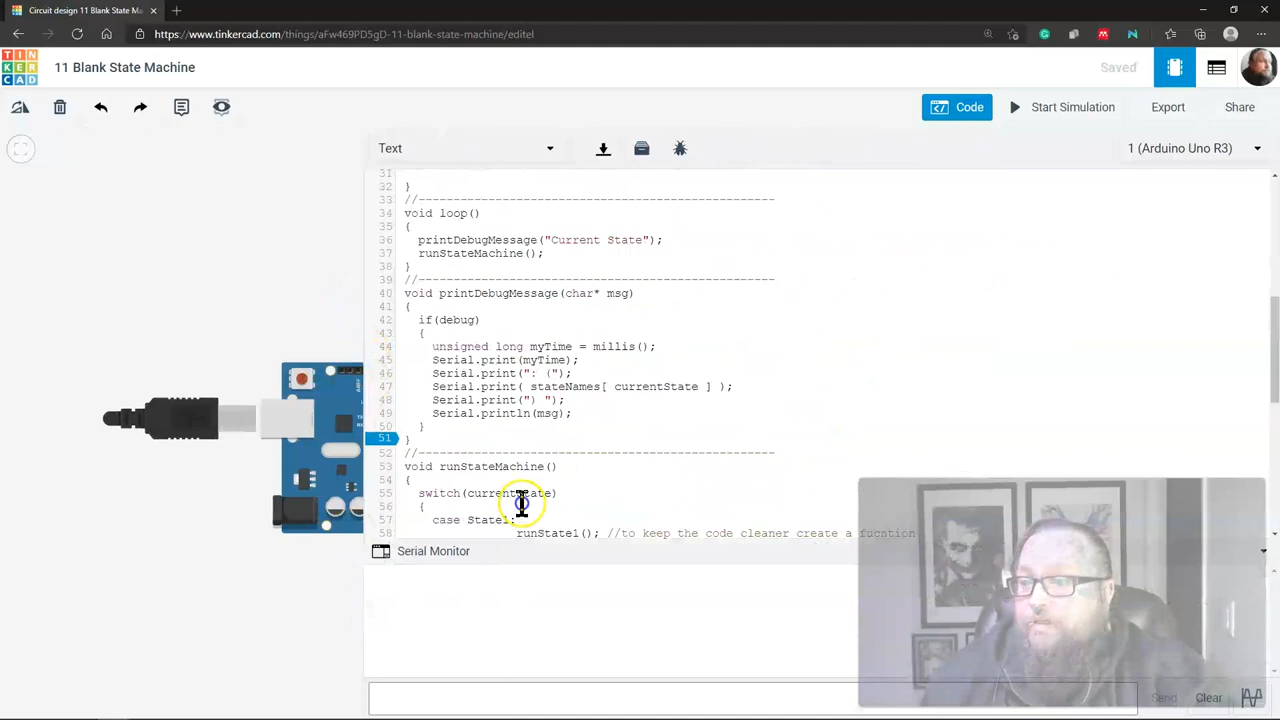 Circuit design 11 Blank State Ma
https://www.tinkercad.com/things/aFw469PD5gD-11-blank-state-machine/editel
TIN
KER
CAD
11 Blank State Machine
Saved
Code
Start Simulation
Export
Share
Text
1 (Arduino Uno R3)
31
32 }
33 //---------------------------------------------------
34 void loop()
35 {
36 printDebugMessage("Current State");
37 runStateMachine();
38 }
39 //---------------------------------------------------
40 void printDebugMessage(char* msg)
41 {
42 if(debug)
43 {
44 unsigned long myTime = millis();
45 Serial.print(myTime);
46 Serial.print(": (");
47 Serial.print( stateNames[ currentState ] );
48 Serial.print(") ");
49 Serial.println(msg);
50 }
51 }
52 //---------------------------------------------------
53 void runStateMachine()
54 {
55 switch(currentState)
56 {
57 case State1:
58 runState1(); //to keep the code cleaner create a fucntion
Serial Monitor
Send
Clear